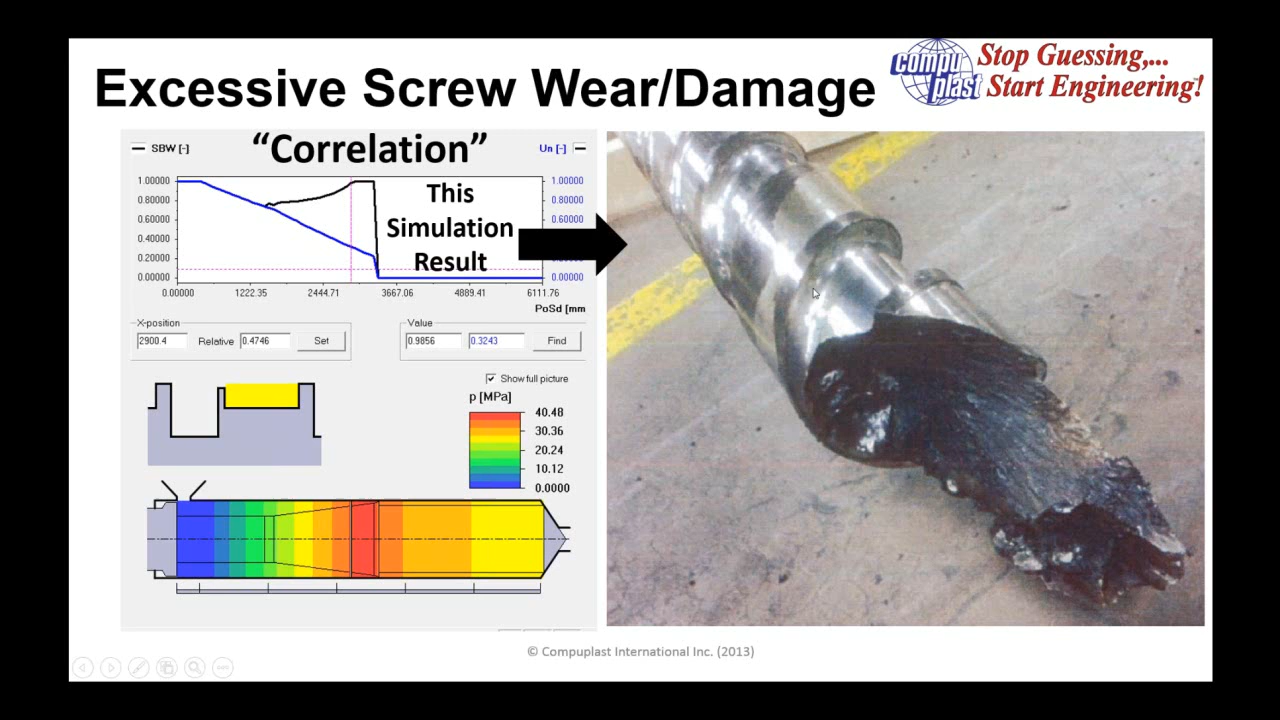 Excessive Screw Wear/Damage
compu
plast
Stop Guessing,...
Start Engineering!
SBW [-]
"Correlation"
Un [-]
1.00000
0.80000
0.60000
0.40000
0.20000
0.00000
This
Simulation
Result
1.00000
0.80000
0.60000
0.00000
0.00000
1222.35
2444.71
3667.06
4889.41
6111.76
PoSd [mm
X-position
2900.4
Relative
0.4746
Set
Value
0.9856
0.3243
Find
Show full picture
p [MPa]
40.48
30.36
20.24
10.12
0.0000
© Compuplast International Inc. (2013)